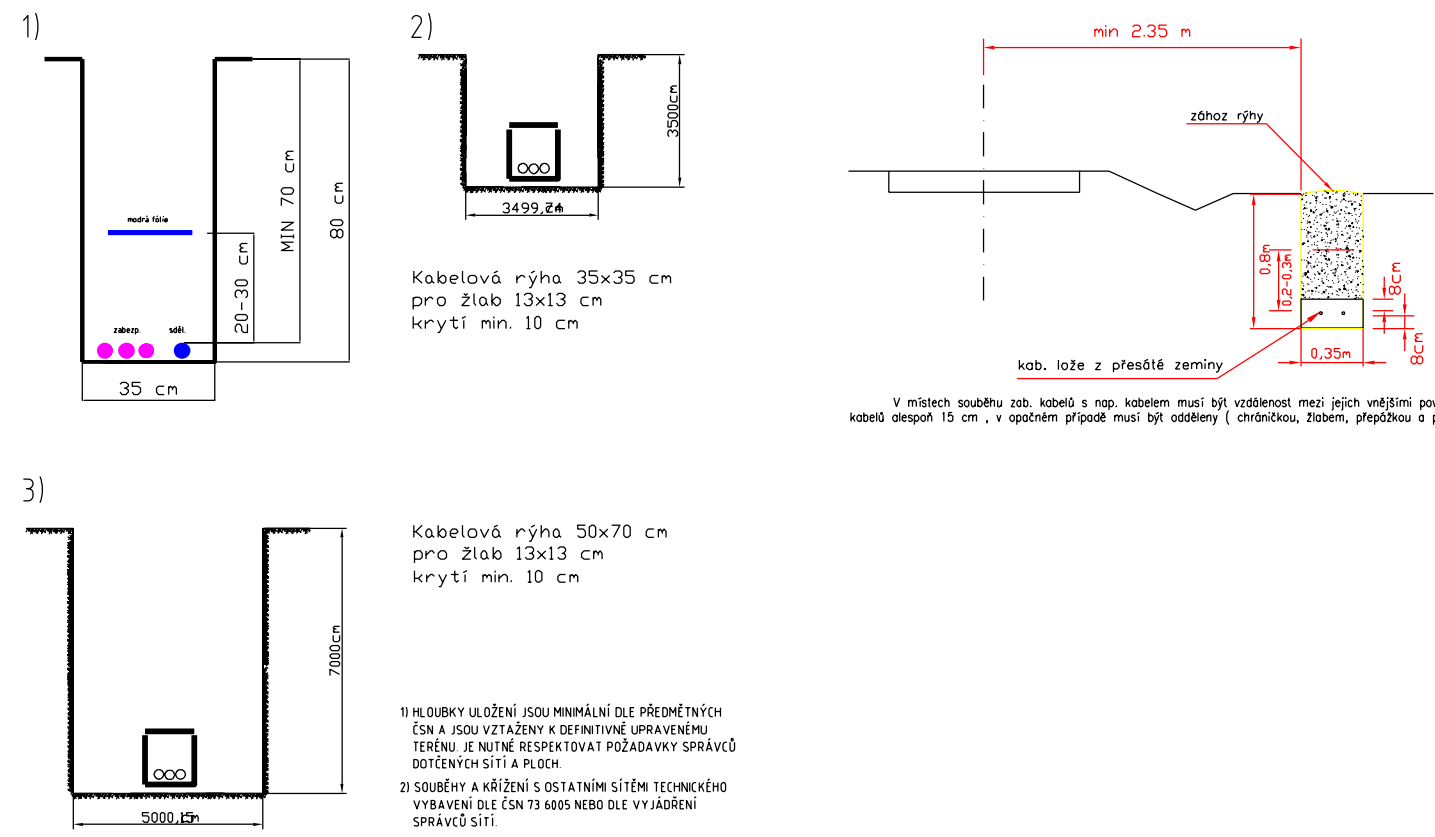 1)
modrá fólie
zabezp.
sděl.
20-30 cm
MIN 70 cm
80 cm
35 cm
2)
3500cm
3499,74
Kabelová rýha 35x35 cm
pro žlab 13x13 cm
krytí min. 10 cm
min 2.35 m
zához rýhy
0,8m
0,2-0,3m
8cm
8cm
0,35m
kab. lože z přesáté zeminy
V místech souběhu zab. kabelů s nap. kabelem musí být vzdálenost mezi jejich vnějšími
kabelů alespoň 15 cm , v opačném případě musí být odděleny ( chráničkou, žlabem, přepážkou a
3)
7000cm
5000,15
Kabelová rýha 50x70 cm
pro žlab 13x13 cm
krytí min. 10 cm
1) HLOUBKY ULOŽENÍ JSOU MINIMÁLNÍ DLE PŘEDMĚTNÝCH
ČSN A JSOU VZTAŽENY K DEFINITIVNĚ UPRAVENÉMU
TERÉNU. JE NUTNÉ RESPEKTOVAT POŽADAVKY SPRÁVCŮ
DOTČENÝCH SÍTÍ A PLOCH.
2) SOUBĚHY A KŘÍŽENÍ S OSTATNÍMI SÍTĚMI TECHNICKÉHO
VYBAVENÍ DLE ČSN 73 6005 NEBO DLE VYJÁDŘENÍ
SPRÁVCŮ SÍTÍ.